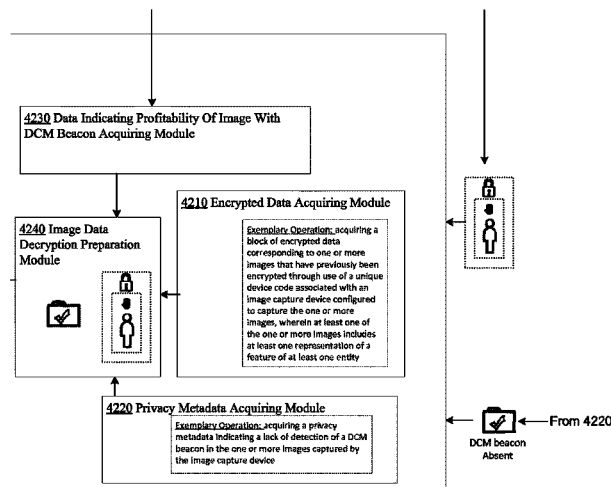 4230 Data Indicating Profitability Of Image With
DCM Beacon Acquiring Module
4210 Encrypted Data Acquiring Module
4240 Image Data
Decryption Preparation
Module
Exemplary Operation: acquiring a
block of encrypted data
corresponding to one or more
images that have previously been
encrypted through use of a unique
device code associated with an
image capture device configured
to capture the one or more
images, wherein at least one of
the one or more images includes
at least one representation of a
feature of at least one entity
4220 Privacy Metadata Acquiring Module
Exemplary Operation: acquiring a privacy
metadata indicating a lack of detection of a DCM
beacon in the one or more images captured by
the image capture device
From 4220
DCM beacon
Absent